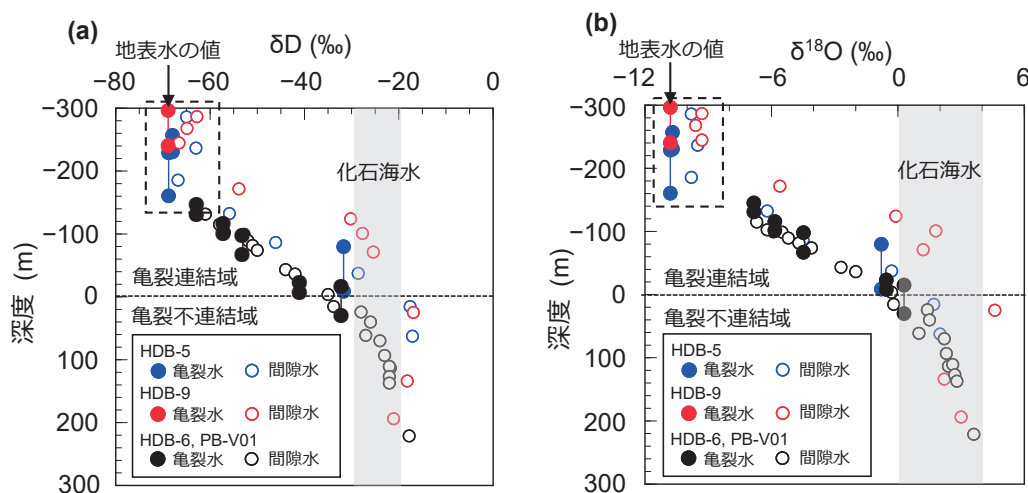 (a)
δD (‰)
地表水の値
−80 −60 −40 −20 0
−300
−200
−100
0
100
200
300
深度 (m)
化石海水
亀裂連結域
亀裂不連結域
HDB-5
亀裂水 間隙水
HDB-9
亀裂水 間隙水
HDB-6, PB-V01
亀裂水 間隙水
(b)
δ¹⁸O (‰)
地表水の値
−12 −6 0 6
−300
−200
−100
0
100
200
300
深度 (m)
化石海水
亀裂連結域
亀裂不連結域
HDB-5
亀裂水 間隙水
HDB-9
亀裂水 間隙水
HDB-6, PB-V01
亀裂水 間隙水